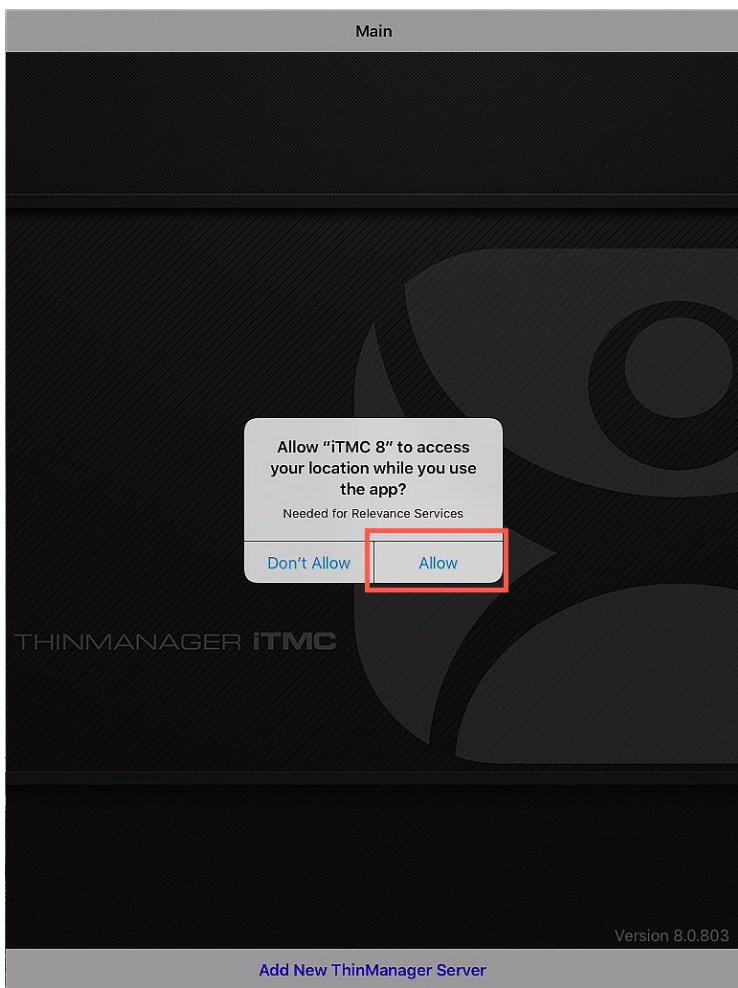 Main
Allow “iTMC 8” to access
your location while you use
the app?
Needed for Relevance Services
Don’t Allow
Allow
THINMANAGER iTMC
Version 8.0.803
Add New ThinManager Server